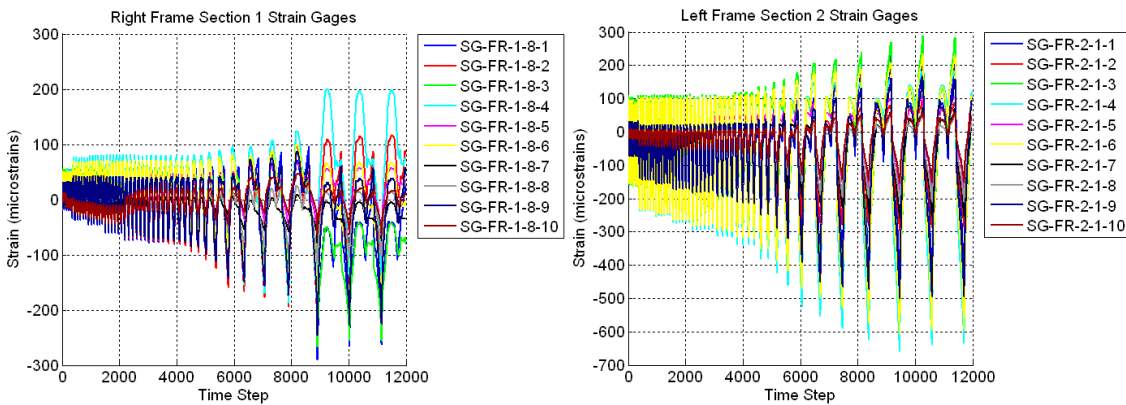 Right Frame Section 1 Strain Gages
300
200
100
0
-100
-200
-300
Strain (microstrains)
0 2000 4000 6000 8000 10000 12000
Time Step
SG-FR-1-8-1
SG-FR-1-8-2
SG-FR-1-8-3
SG-FR-1-8-4
SG-FR-1-8-5
SG-FR-1-8-6
SG-FR-1-8-7
SG-FR-1-8-8
SG-FR-1-8-9
SG-FR-1-8-10
Left Frame Section 2 Strain Gages
300
200
100
0
-100
-200
-300
-400
-500
-600
-700
Strain (microstrains)
0 2000 4000 6000 8000 10000 12000
Time Step
SG-FR-2-1-1
SG-FR-2-1-2
SG-FR-2-1-3
SG-FR-2-1-4
SG-FR-2-1-5
SG-FR-2-1-6
SG-FR-2-1-7
SG-FR-2-1-8
SG-FR-2-1-9
SG-FR-2-1-10